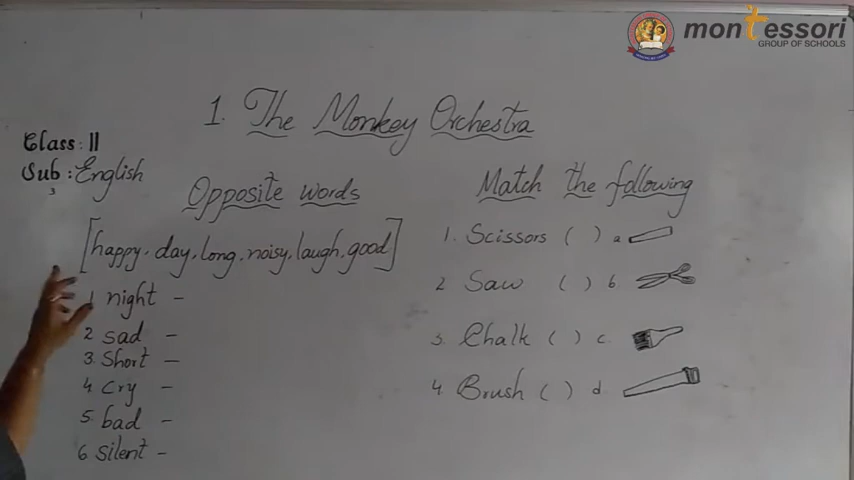 montessori
GROUP OF SCHOOLS
1. The Monkey Orchestra
Class: II
Sub: English
3
Opposite words
[happy, day, long, noisy, laugh, good]
1 night -
2 sad -
3. Short -
4. Cry -
5. bad -
6 Silent -
Match the following
1. Scissors ( ) a
2 Saw ( ) b
3. Chalk ( ) c.
4. Brush ( ) d